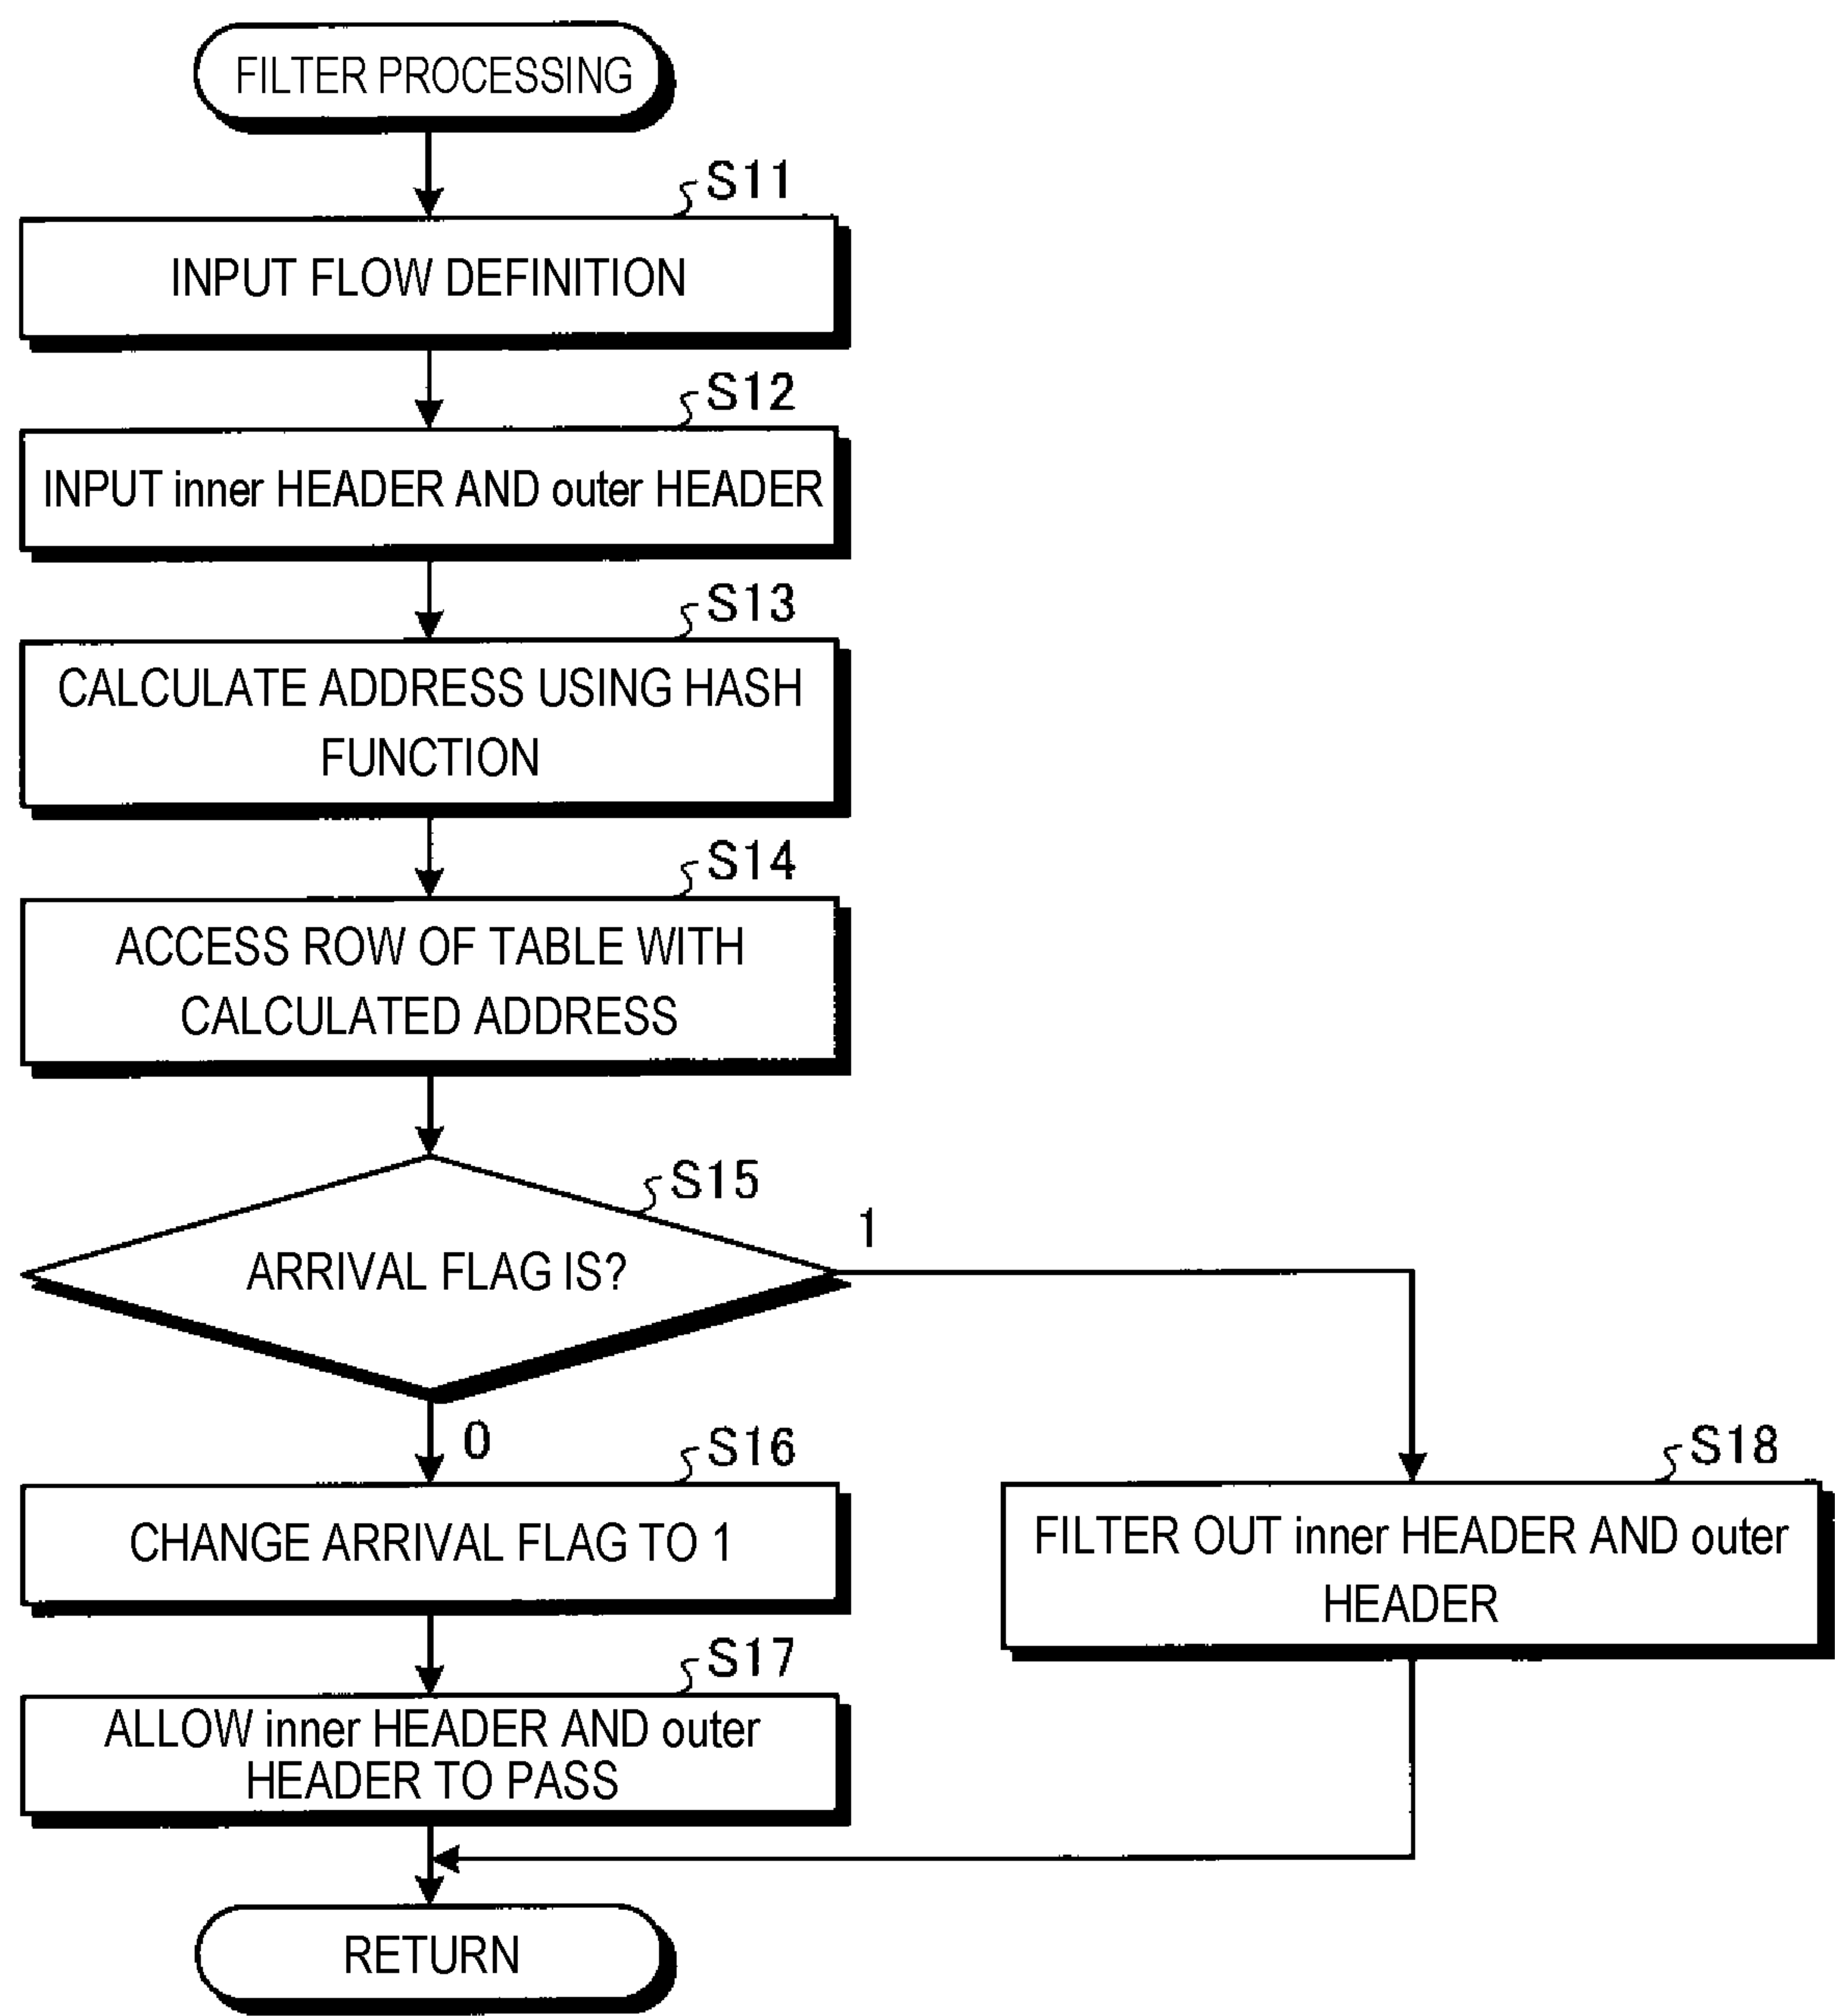 FILTER PROCESSING
S11
INPUT FLOW DEFINITION
S12
INPUT inner HEADER AND outer HEADER
S13
CALCULATE ADDRESS USING HASH
FUNCTION
S14
ACCESS ROW OF TABLE WITH
CALCULATED ADDRESS
S15
ARRIVAL FLAG IS?
1
0
S16
CHANGE ARRIVAL FLAG TO 1
S18
FILTER OUT inner HEADER AND outer
HEADER
S17
ALLOW inner HEADER AND outer
HEADER TO PASS
RETURN